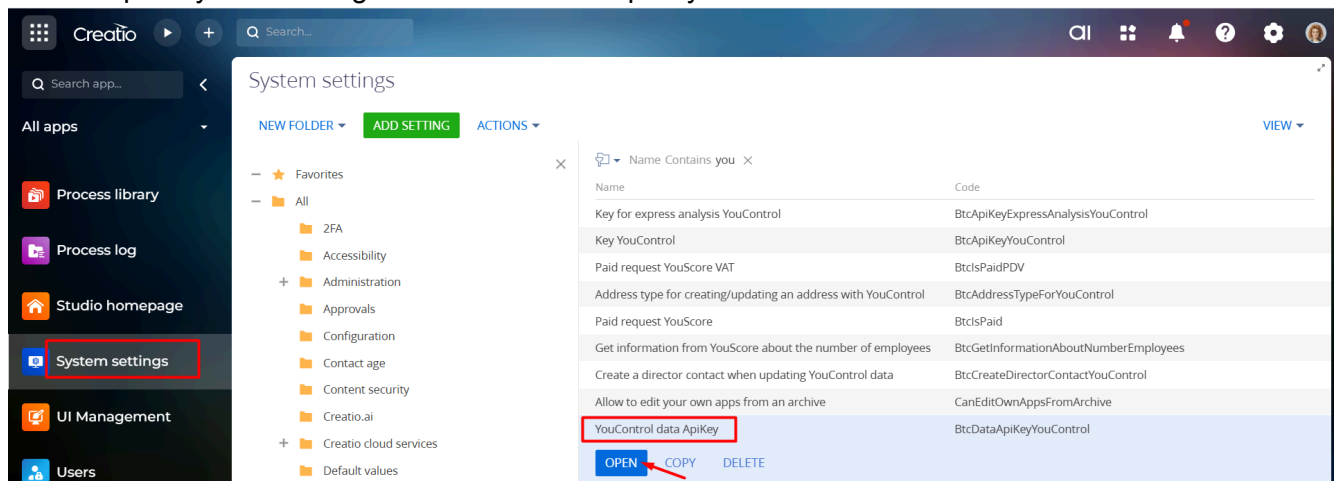 Creatio
Search...
ai
Search app...
All apps
Process library
Process log
Studio homepage
System settings
UI Management
Users
System settings
NEW FOLDER
ADD SETTING
ACTIONS
VIEW
Favorites
All
2FA
Accessibility
Administration
Approvals
Configuration
Contact age
Content security
Creatio.ai
Creatio cloud services
Default values
Name Contains you
Name Code
Key for express analysis YouControl BtcApiKeyExpressAnalysisYouControl
Key YouControl BtcApiKeyYouControl
Paid request YouScore VAT BtcIsPaidPDV
Address type for creating/updating an address with YouControl BtcAddressTypeForYouControl
Paid request YouScore BtcIsPaid
Get information from YouScore about the number of employees BtcGetInformationAboutNumberEmployees
Create a director contact when updating YouControl data BtcCreateDirectorContactYouControl
Allow to edit your own apps from an archive CanEditOwnAppsFromArchive
YouControl data ApiKey BtcDataApiKeyYouControl
OPEN COPY DELETE